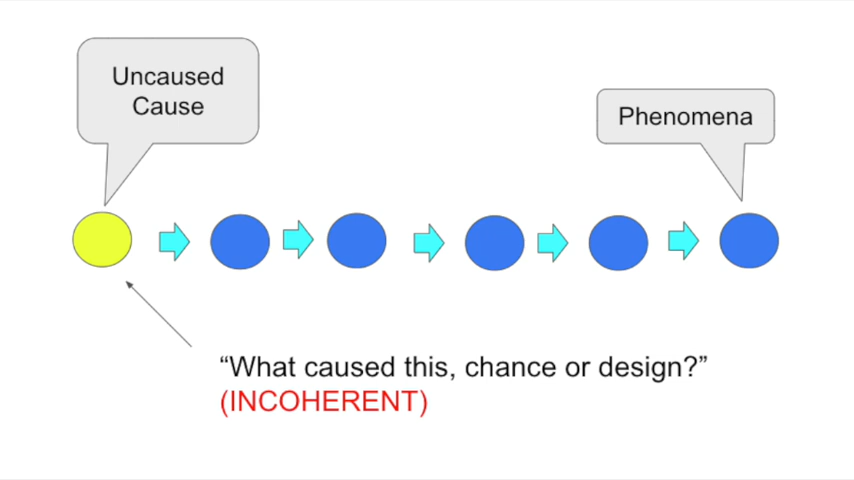 Uncaused
Cause
Phenomena
“What caused this, chance or design?”
(INCOHERENT)